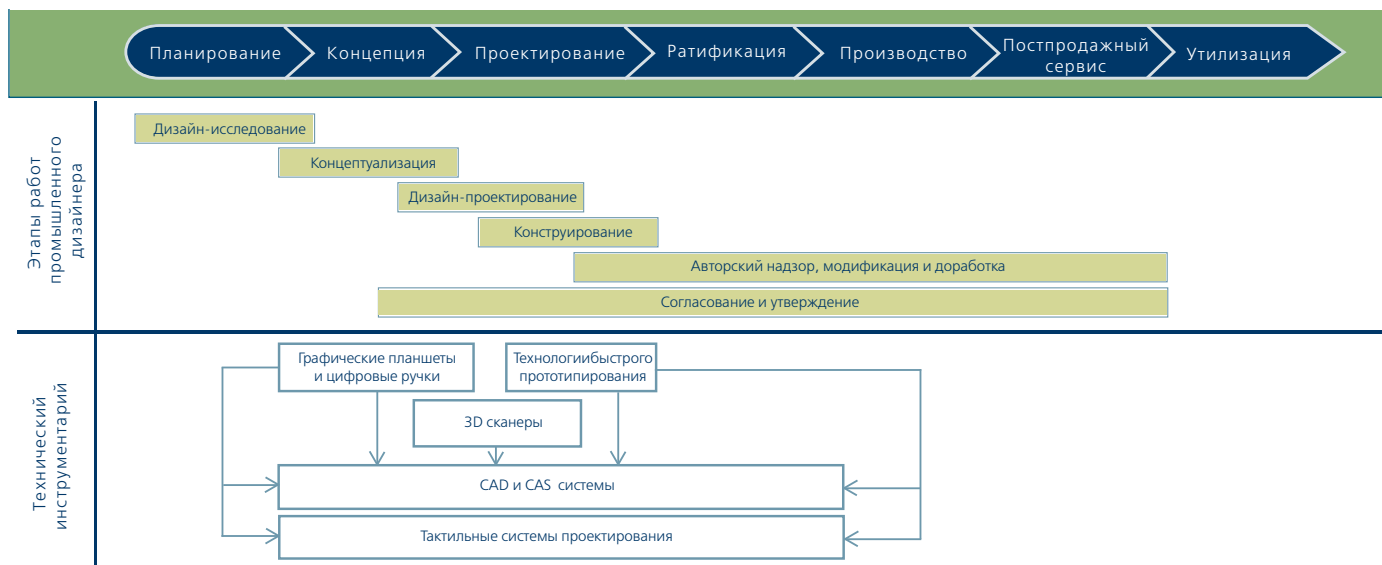 Планирование
Концепция
Проектирование
Ратификация
Производство
Постпродажный
сервис
Утилизация
Этапы работ
промышленного
дизайнера
Дизайн-исследование
Концептуализация
Дизайн-проектирование
Конструирование
Авторский надзор, модификация и доработка
Согласование и утверждение
Технический
инструментарий
Графические планшеты
и цифровые ручки
Технологиибыстрого
прототипирования
3D сканеры
CAD и CAS системы
Тактильные системы проектирования